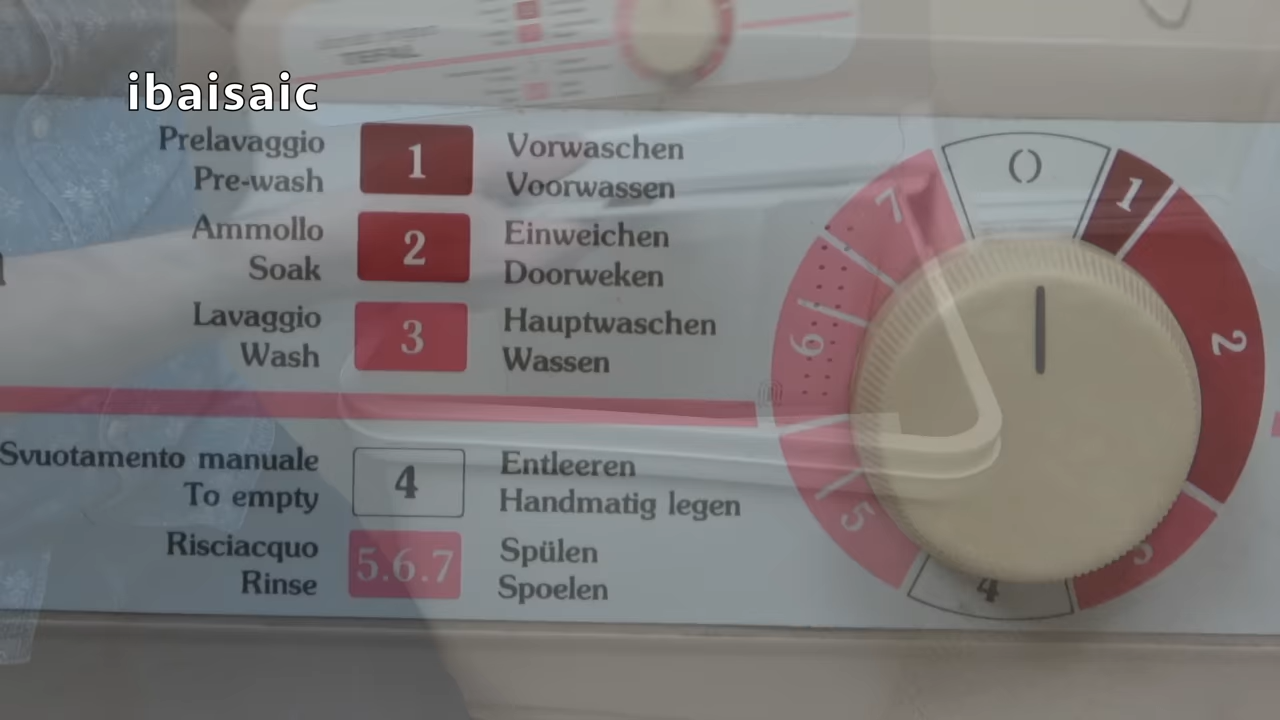 ibaisaic
Prelavaggio
Pre-wash
1
Vorwaschen
Voorwassen
Ammollo
Soak
2
Einweichen
Doorweken
Lavaggio
Wash
3
Hauptwaschen
Wassen
Svuotamento manuale
To empty
4
Entleeren
Handmatig legen
Risciacquo
Rinse
5.6.7
Spülen
Spoelen
0
1
2
3
4
5
6
7